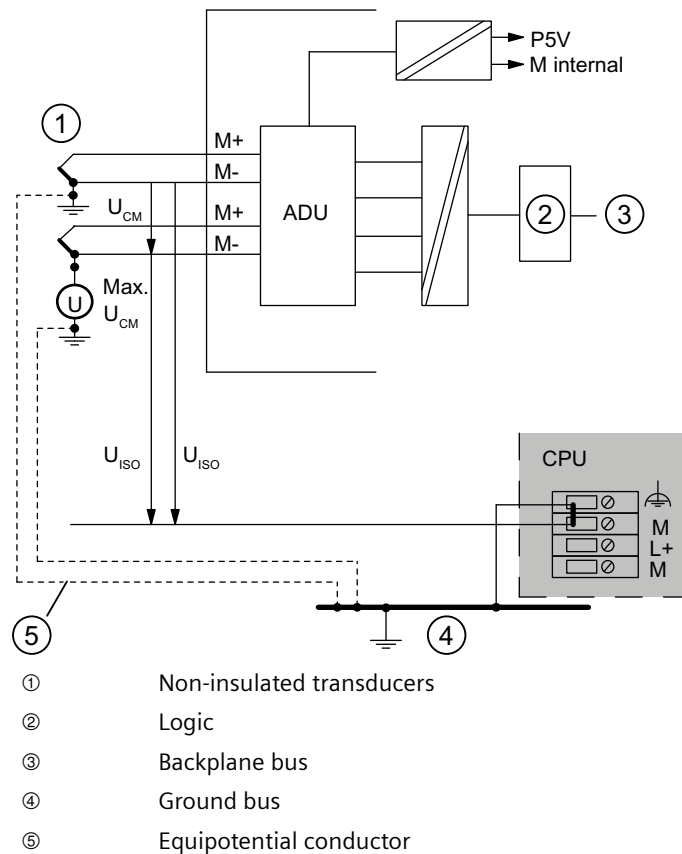 P5V
M internal
①
M+
M-
U_CM
M+
M-
ADU
②
③
U
Max.
U_CM
U_ISO
U_ISO
CPU
M
L+
M
⑤
④
① Non-insulated transducers
② Logic
③ Backplane bus
④ Ground bus
⑤ Equipotential conductor